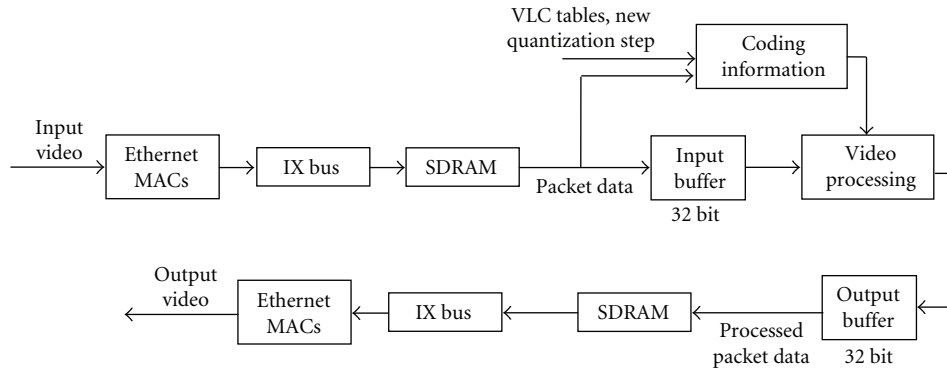 VLC tables, new
quantization step
Coding
information
Input
video
Ethernet
MACs
IX bus
SDRAM
Packet data
Input
buffer
32 bit
Video
processing
Output
video
Ethernet
MACs
IX bus
SDRAM
Processed
packet data
Output
buffer
32 bit